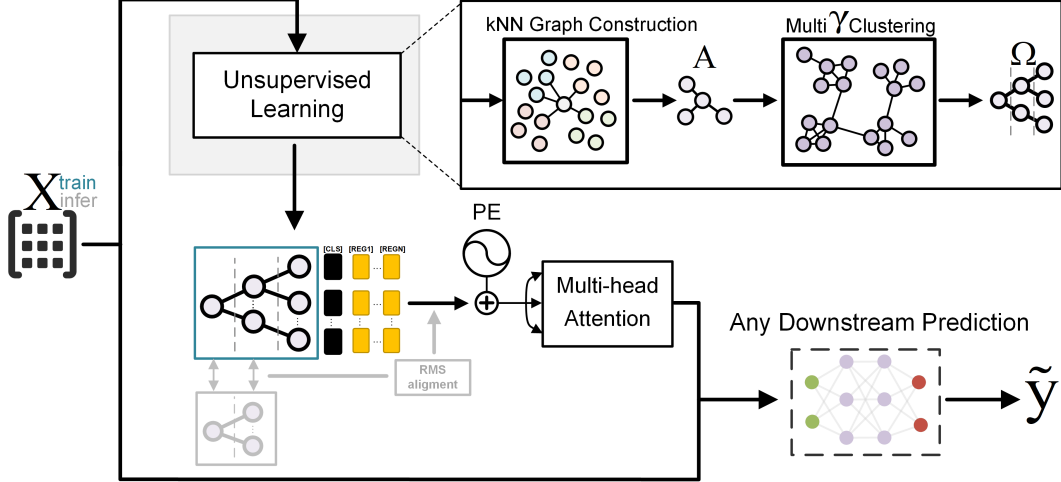 kNN Graph Construction
Multi γ Clustering
A
Ω
Unsupervised
Learning
X train
infer
PE
[CLS] [REG1] [REGN]
... ...
Multi-head
Attention
RMS
aligment
Any Downstream Prediction
ỹ